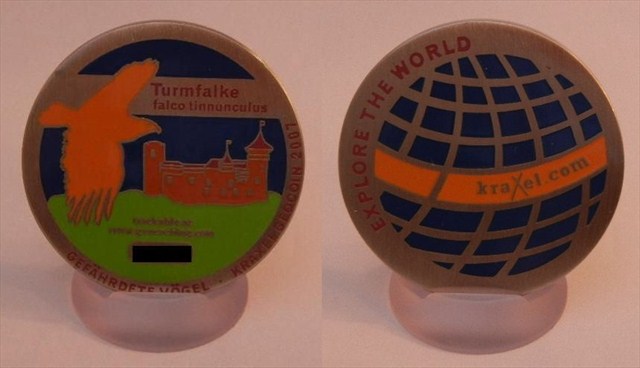 Turmfalke
falco tinnunculus
trackable at
www.geocaching.com
GEFÄHRDETE VÖGEL · KRAXEL GEOCOIN 2007
EXPLORE THE WORLD
kraXel.com